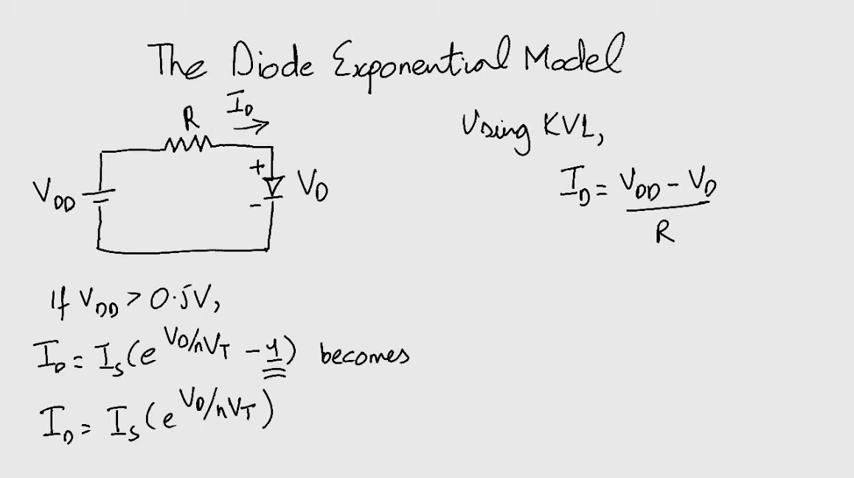 The Diode Exponential Model
I_D
R
+
V_DD
V_D
-
If V_DD > 0.5V,
I_D = I_S(e^{V_D/nV_T} - 1) becomes
I_D = I_S(e^{V_D/nV_T})
Using KVL,
I_D = V_DD - V_D
R